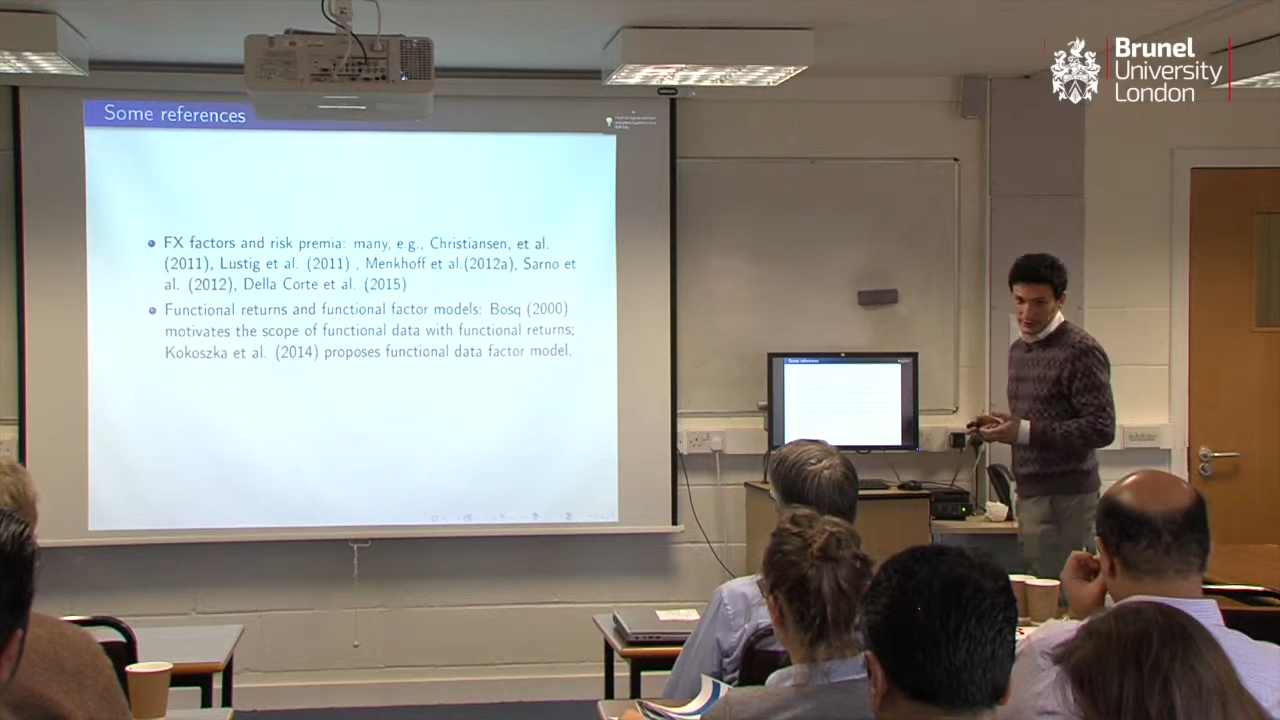 Brunel
University
London
Some references
FX factors and risk premia: many, e.g., Christiansen, et al.
(2011), Lustig et al. (2011) , Menkhoff et al.(2012a), Sarno et
al. (2012), Della Corte et al. (2015)
Functional returns and functional factor models: Bosq (2000)
motivates the scope of functional data with functional returns;
Kokoszka et al. (2014) proposes functional data factor model.
Some references